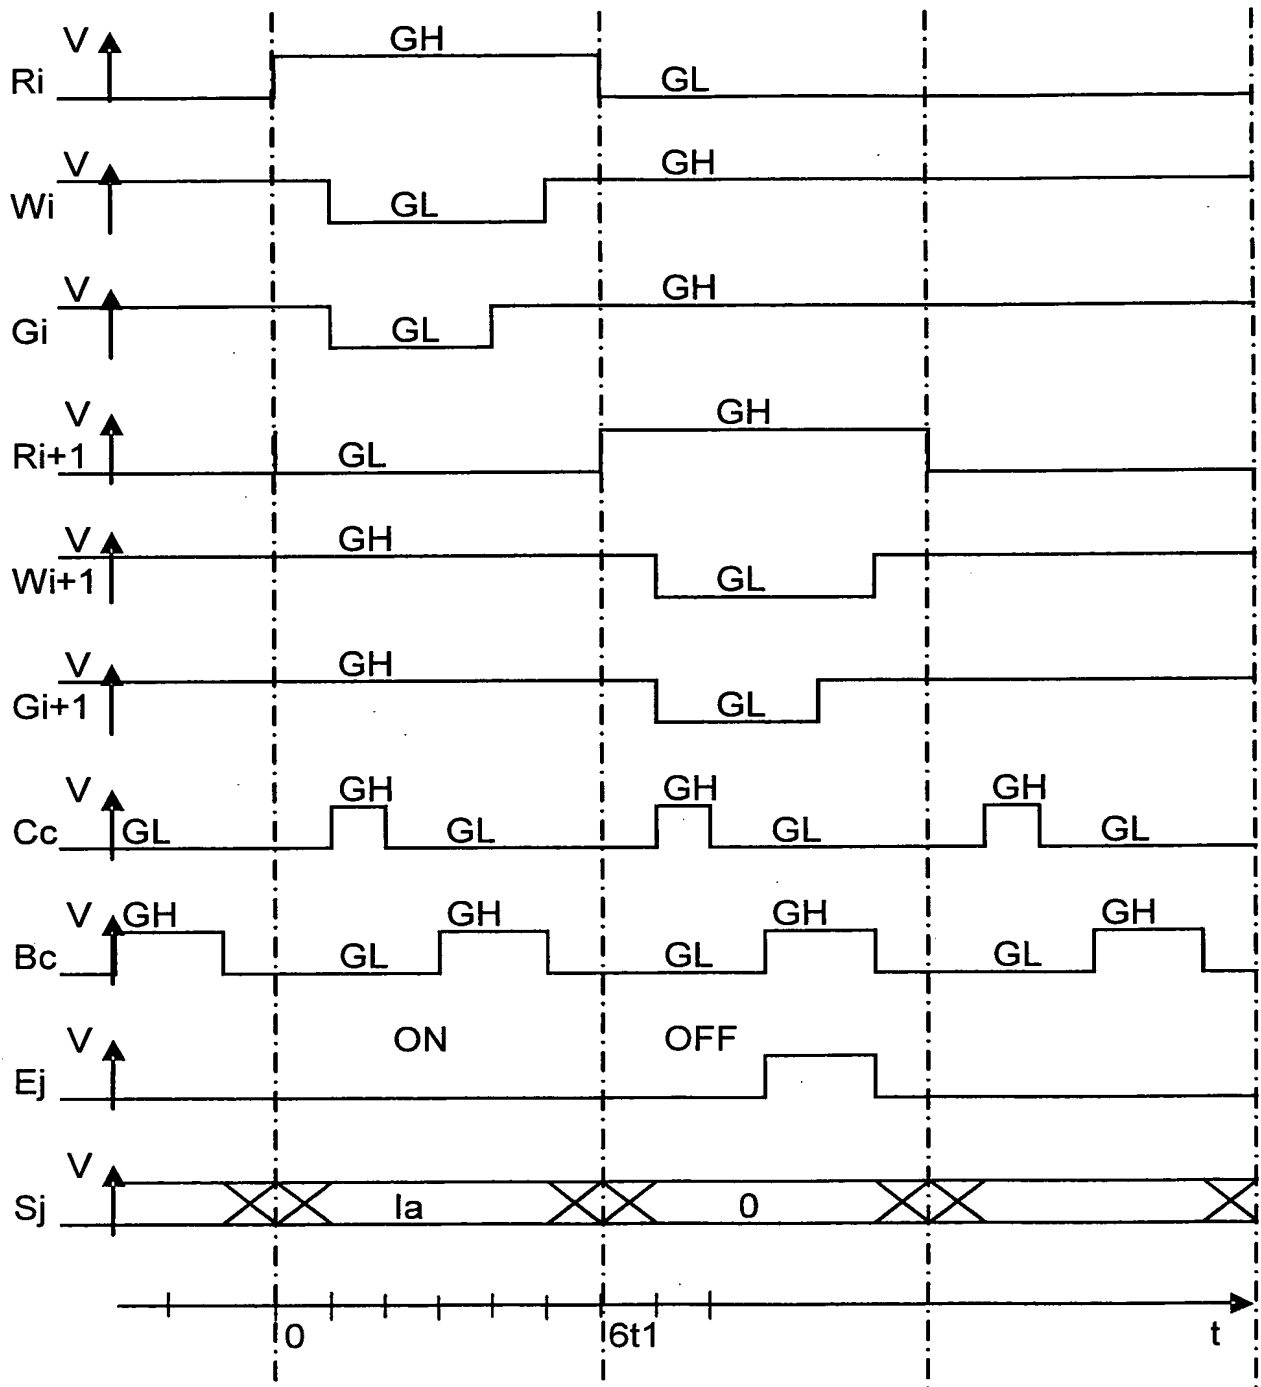 V GH
Ri GL
V GH
Wi GL
V GH
Gi GL
V GH
Ri+1 GL
V GH
Wi+1 GL
V GH
Gi+1 GL
V GH GH GH
Cc GL GL GL GL
V GH GH GH GH
Bc GL GL GL
V ON OFF
Ej
V
Sj Ia 0
0 6t1 t